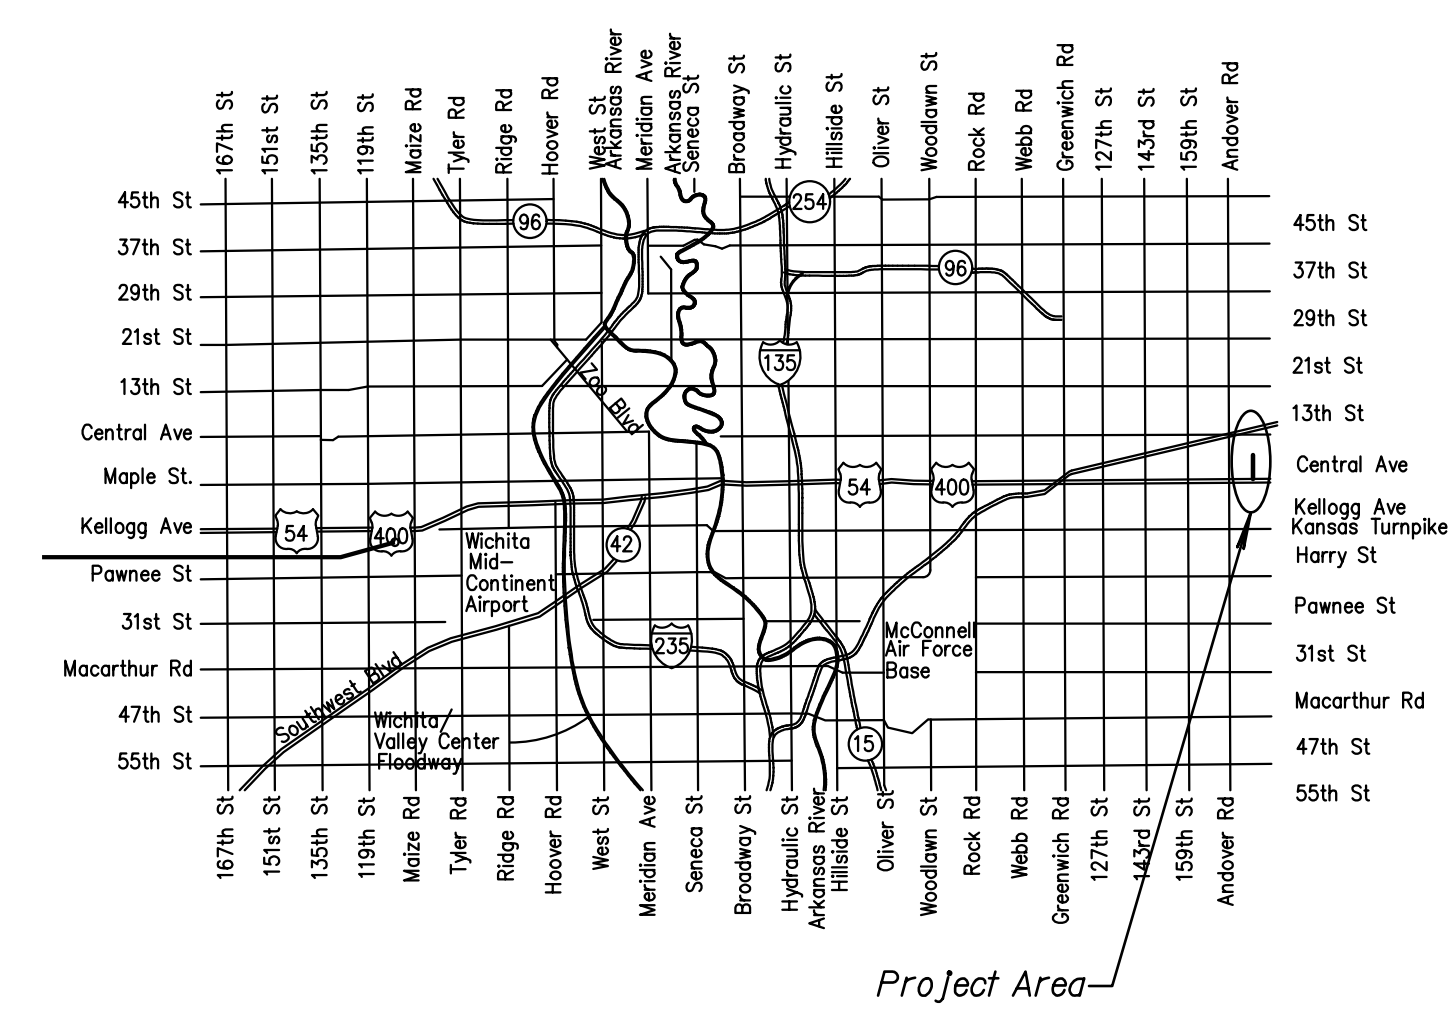 167th St
151st St
135th St
119th St
Maize Rd
Tyler Rd
Ridge Rd
Hoover Rd
West St
Arkansas River
Meridian Ave
Arkansas River
Seneca St
Broadway St
Hydraulic St
Hillside St
Oliver St
Woodlawn St
Rock Rd
Webb Rd
Greenwich Rd
127th St
143rd St
159th St
Andover Rd
45th St
37th St
29th St
21st St
13th St
Central Ave
Maple St.
Kellogg Ave
Pawnee St
31st St
Macarthur Rd
47th St
55th St
96
254
96
135
Zoo Blvd
54
400
54
400
42
Wichita
Mid-
Continent
Airport
235
McConnell
Air Force
Base
Southwest Blvd
Wichita/
Valley Center
Floodway
15
45th St
37th St
29th St
21st St
13th St
Central Ave
Kellogg Ave
Kansas Turnpike
Harry St
Pawnee St
31st St
Macarthur Rd
47th St
55th St
167th St
151st St
135th St
119th St
Maize Rd
Tyler Rd
Ridge Rd
Hoover Rd
West St
Meridian Ave
Seneca St
Broadway St
Hydraulic St
Arkansas River
Hillside St
Oliver St
Woodlawn St
Rock Rd
Webb Rd
Greenwich Rd
127th St
143rd St
159th St
Andover Rd
Project Area